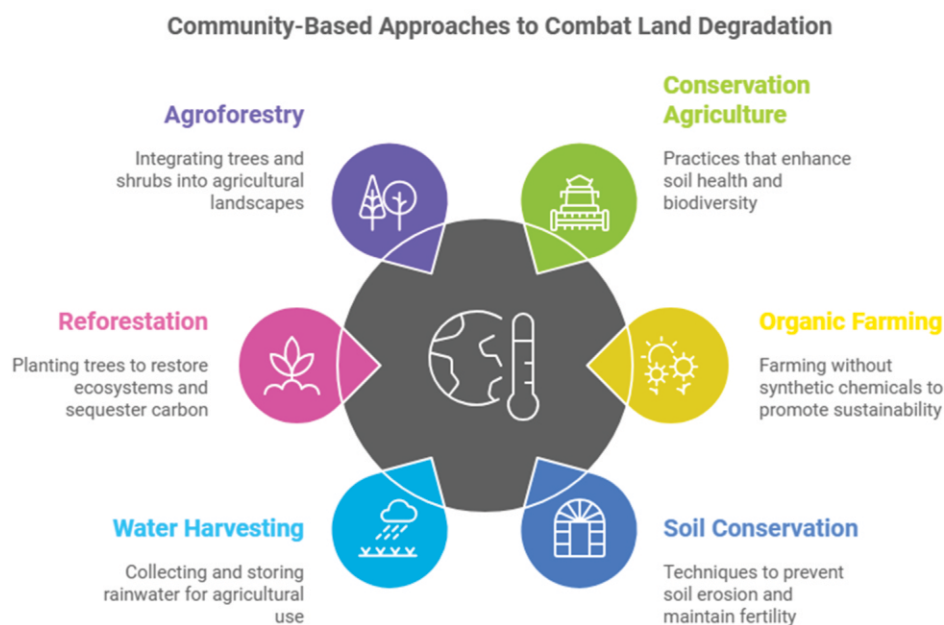 Community-Based Approaches to Combat Land Degradation
Agroforestry
Integrating trees and
shrubs into agricultural
landscapes
Conservation
Agriculture
Practices that enhance
soil health and
biodiversity
Reforestation
Planting trees to restore
ecosystems and
sequester carbon
Organic Farming
Farming without
synthetic chemicals to
promote sustainability
Water Harvesting
Collecting and storing
rainwater for agricultural
use
Soil Conservation
Techniques to prevent
soil erosion and
maintain fertility